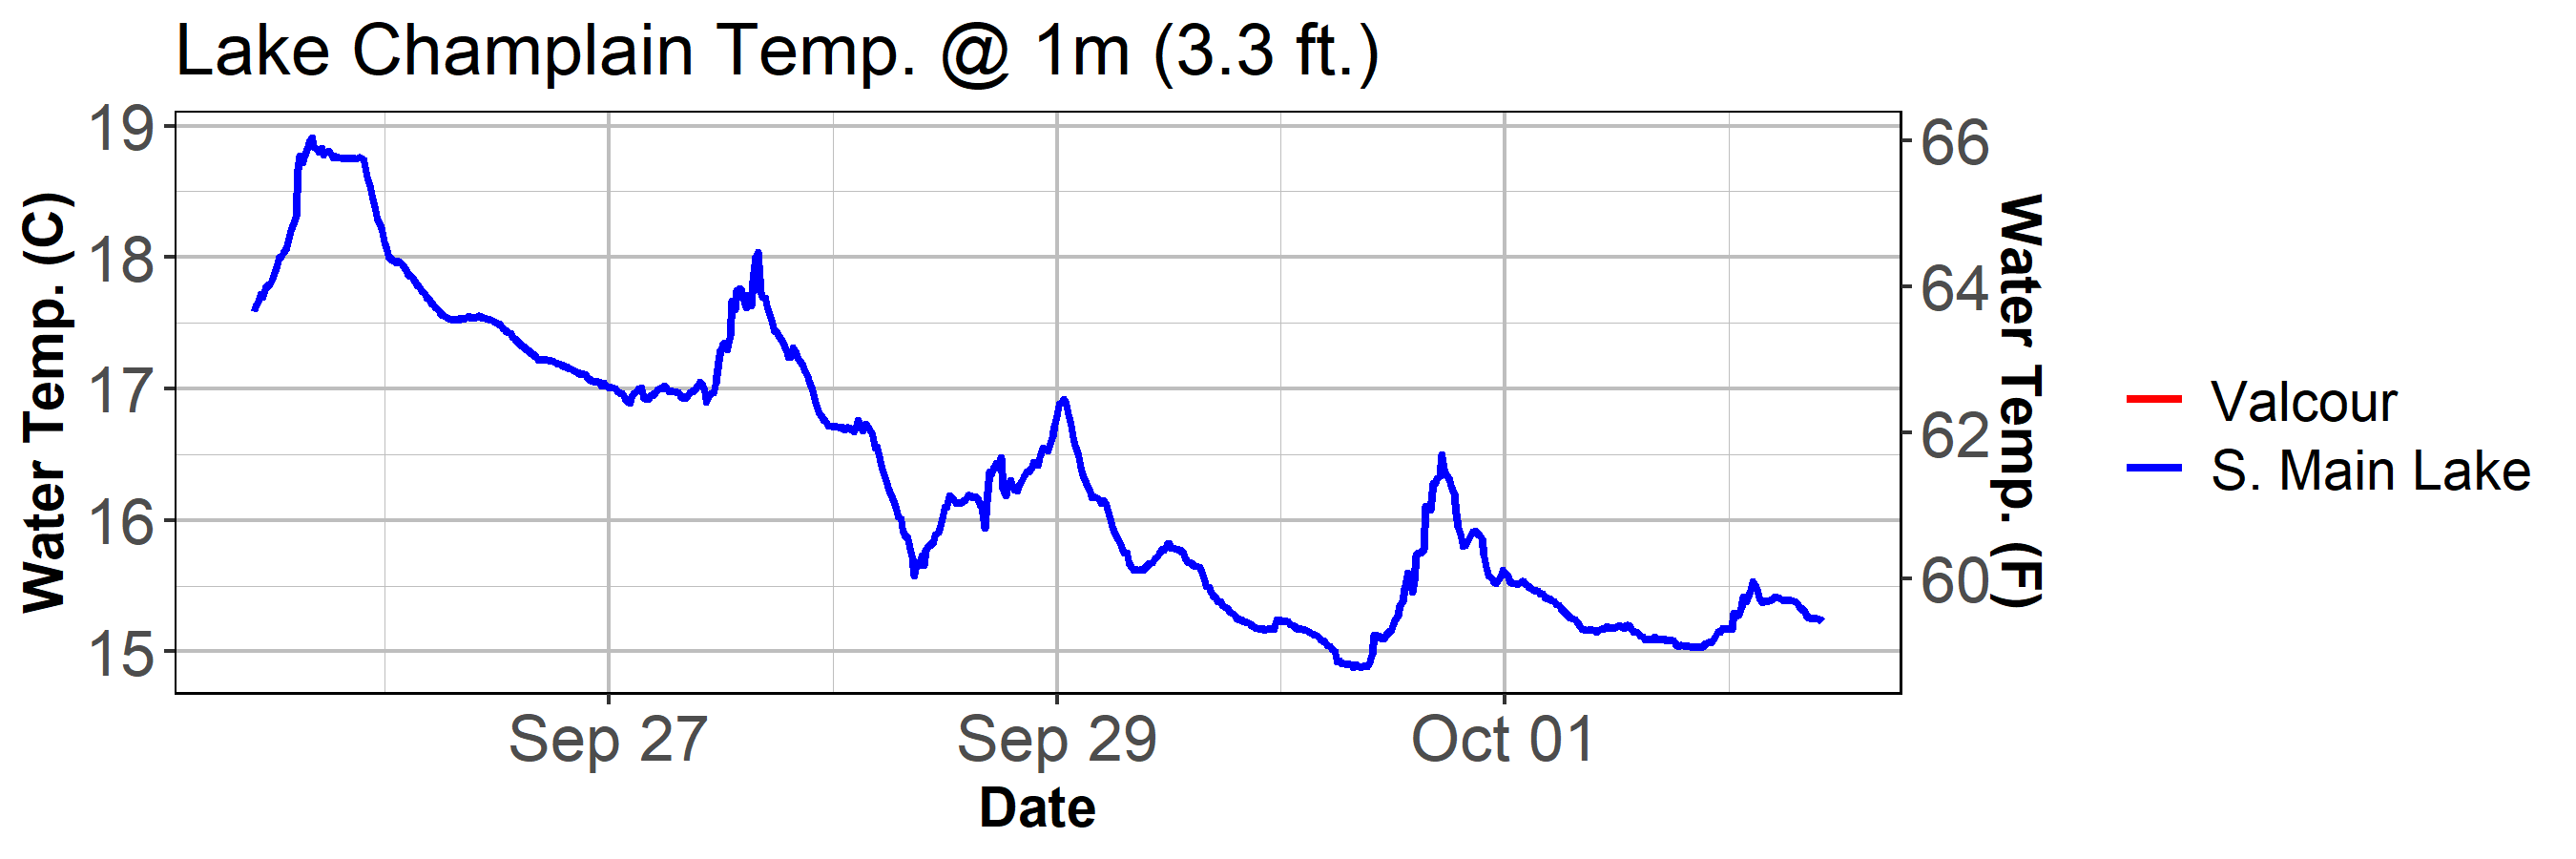 Lake Champlain Temp. @ 1m (3.3 ft.)
Water Temp. (C)
19
18
17
16
15
66
64
62
60
Water Temp. (F)
Sep 27
Sep 29
Oct 01
Date
Valcour
S. Main Lake